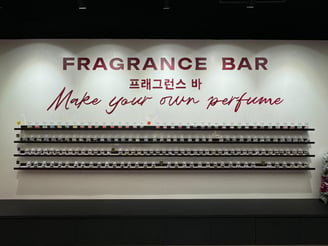 FRAGRANCE BAR
프래그런스 바
Make your own perfume